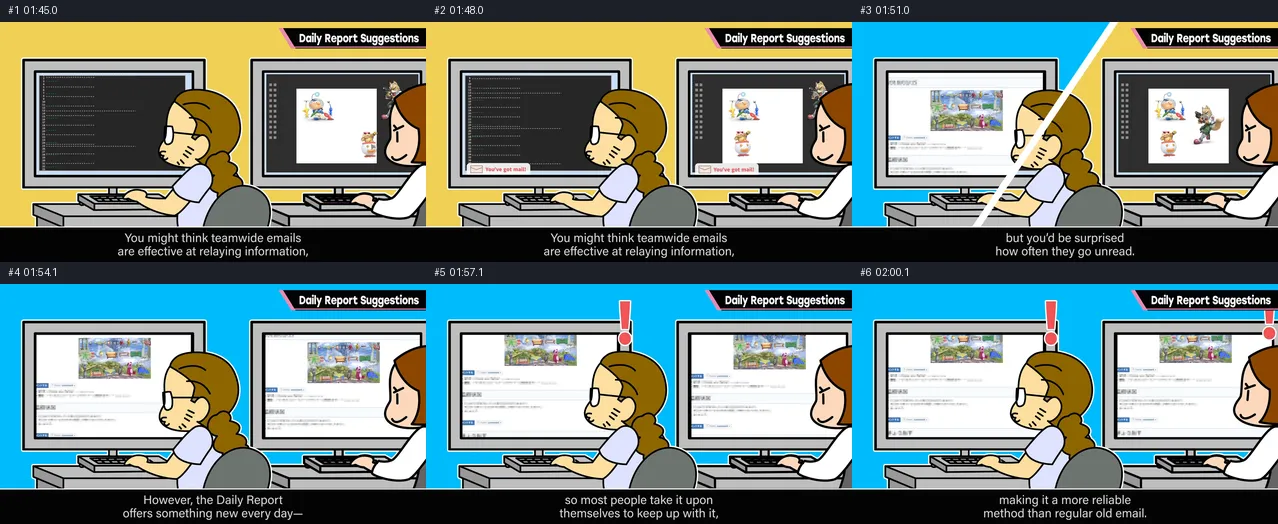 #1 01:45.0
Daily Report Suggestions
You might think teamwide emails
are effective at relaying information,
#2 01:48.0
Daily Report Suggestions
You've got mail!
You've got mail!
You might think teamwide emails
are effective at relaying information,
#3 01:51.0
Daily Report Suggestions
but you'd be surprised
how often they go unread.
#4 01:54.1
Daily Report Suggestions
However, the Daily Report
offers something new every day—
#5 01:57.1
Daily Report Suggestions
so most people take it upon
themselves to keep up with it,
#6 02:00.1
Daily Report Suggestions
making it a more reliable
method than regular old email.